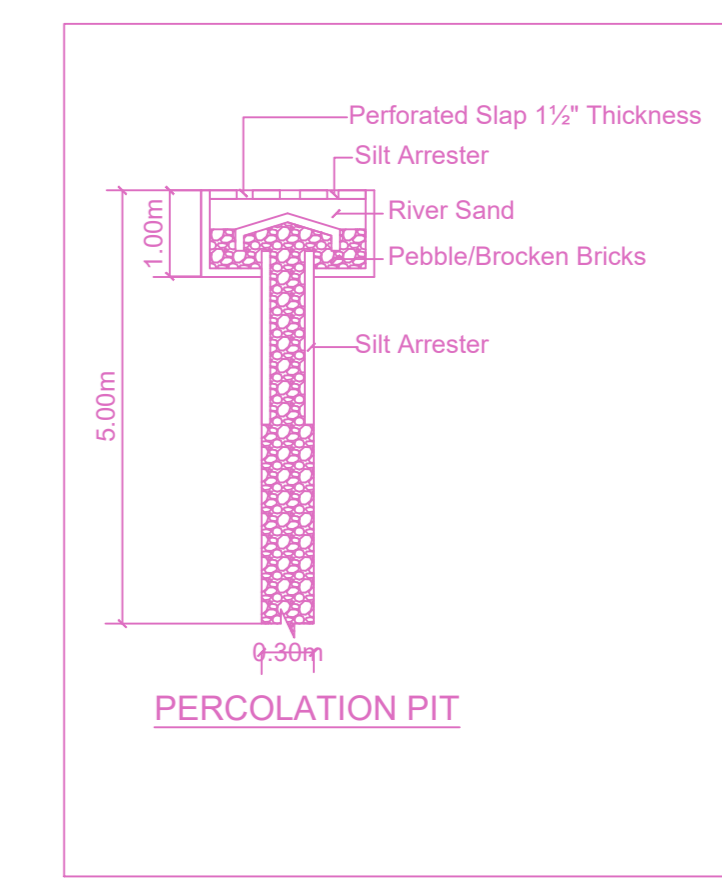 Perforated Slap 1½" Thickness
Silt Arrester
River Sand
Pebble/Brocken Bricks
1.00m
Silt Arrester
5.00m
0.30m
PERCOLATION PIT